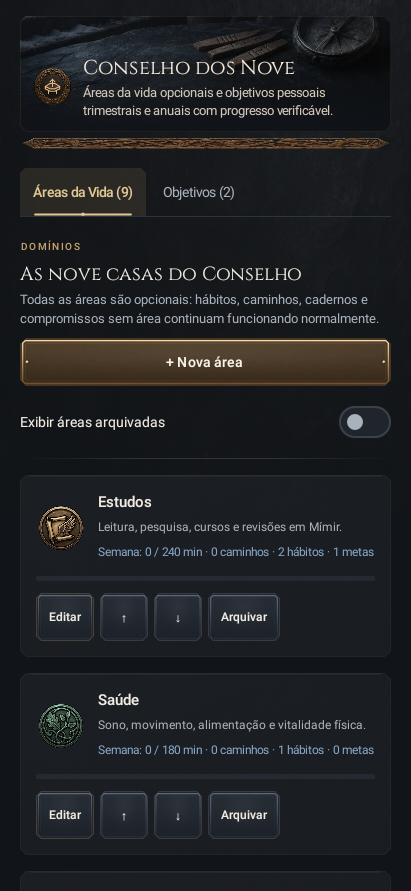 Conselho dos Nove
Áreas da vida opcionais e objetivos pessoais
trimestrais e anuais com progresso verificável.
Áreas da Vida (9)
Objetivos (2)
DOMÍNIOS
As nove casas do Conselho
Todas as áreas são opcionais: hábitos, caminhos, cadernos e
compromissos sem área continuam funcionando normalmente.
+ Nova área
Exibir áreas arquivadas
Estudos
Leitura, pesquisa, cursos e revisões em Mímir.
Semana: 0 / 240 min · 0 caminhos · 2 hábitos · 1 metas
Editar ↑ ↓ Arquivar
Saúde
Sono, movimento, alimentação e vitalidade física.
Semana: 0 / 180 min · 0 caminhos · 1 hábitos · 0 metas
Editar ↑ ↓ Arquivar